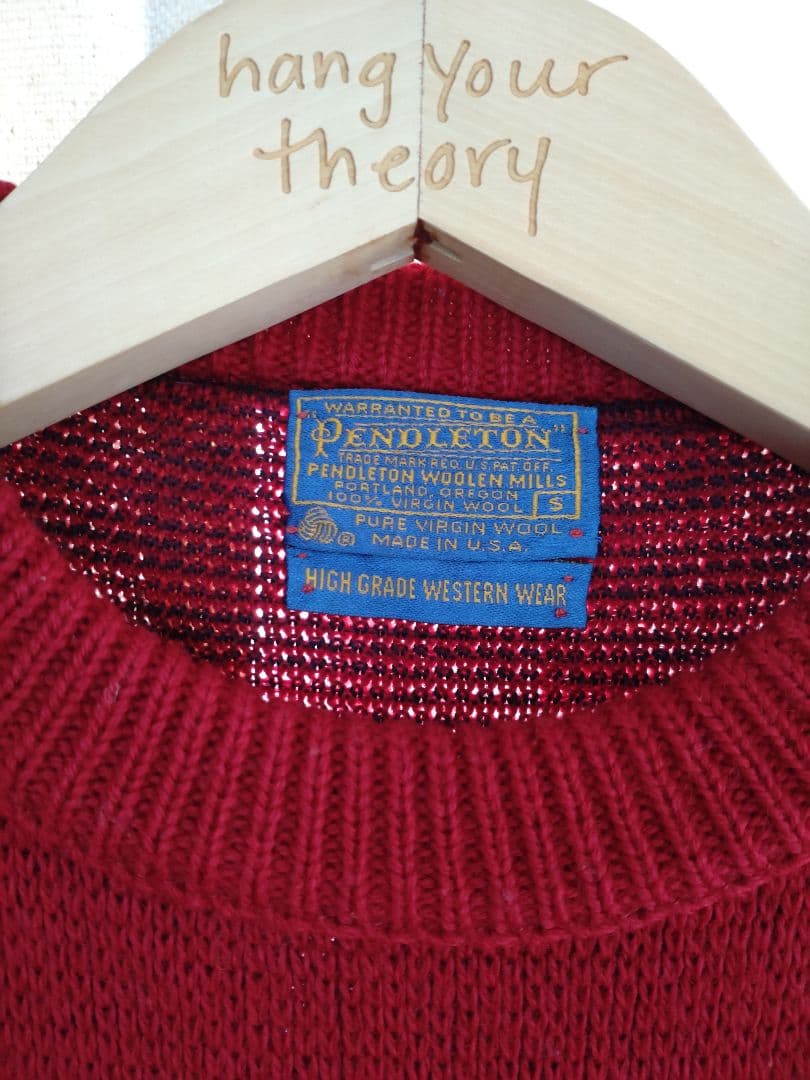 hang your
theory
WARRANTED TO BE A
"PENDLETON"
TRADE MARK REG. U.S. PAT. OFF.
PENDLETON WOOLEN MILLS
PORTLAND, OREGON
100% VIRGIN WOOL S
PURE VIRGIN WOOL
® MADE IN U.S.A.
HIGH GRADE WESTERN WEAR